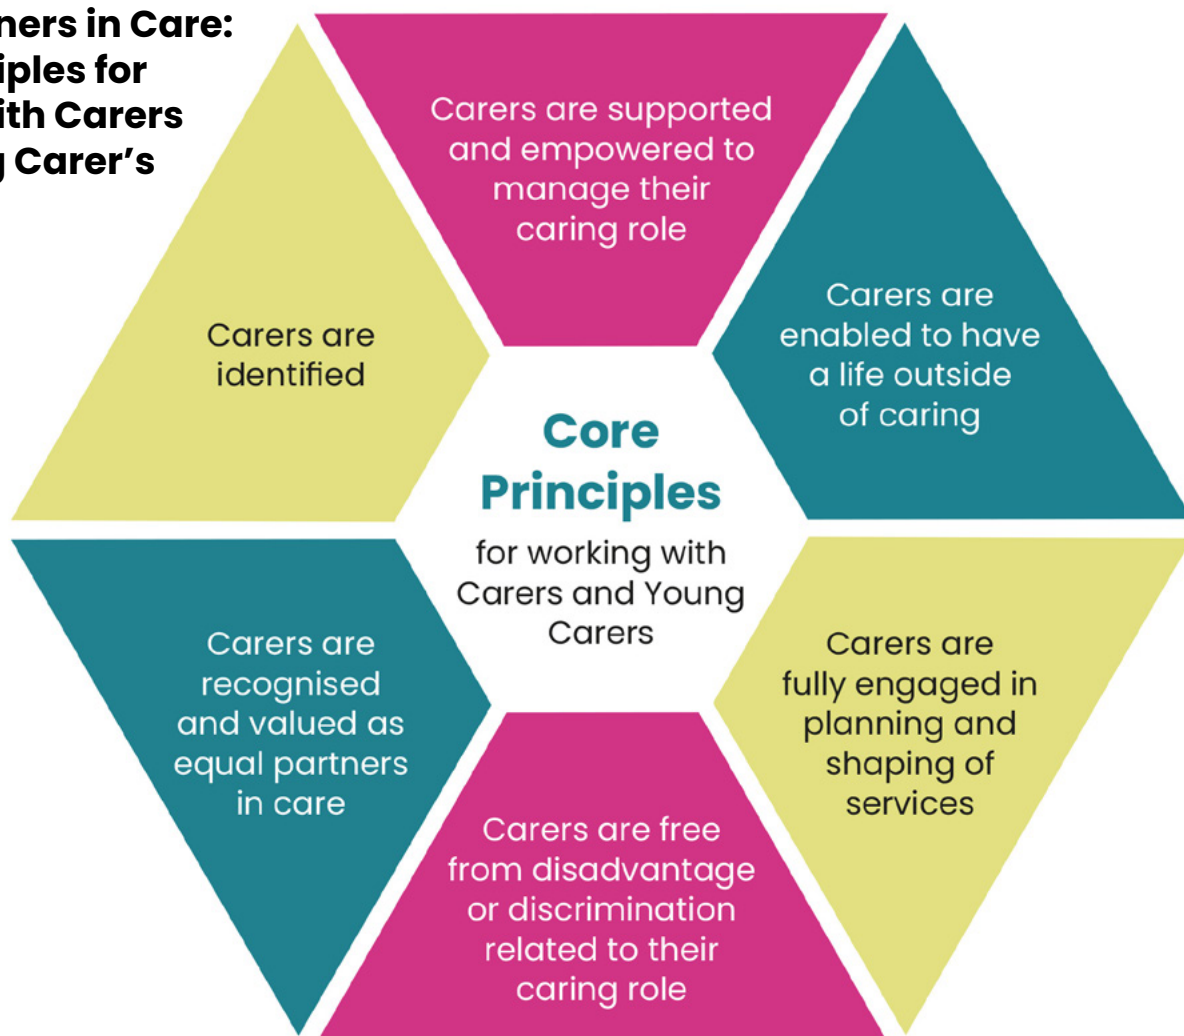 ners in Care:
iples for
ith Carers
g Carer’s
Carers are supported
and empowered to
manage their
caring role
Carers are
enabled to have
a life outside
of caring
Carers are
identified
Core
Principles
for working with
Carers and Young
Carers
Carers are
recognised
and valued as
equal partners
in care
Carers are
fully engaged in
planning and
shaping of
services
Carers are free
from disadvantage
or discrimination
related to their
caring role